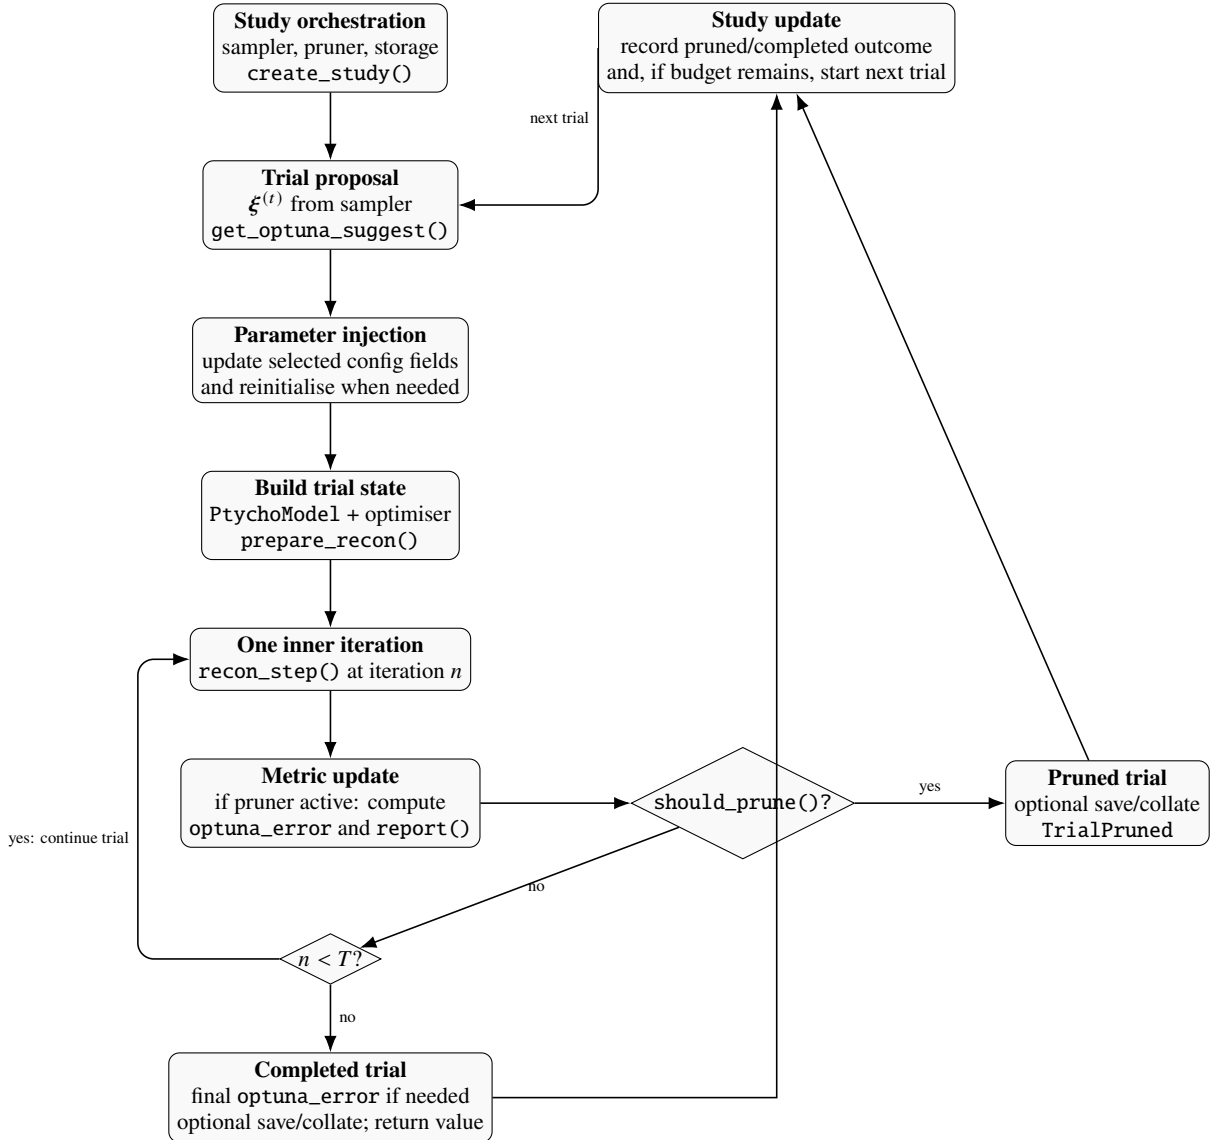 Study orchestration
sampler, pruner, storage
create_study()
Study update
record pruned/completed outcome
and, if budget remains, start next trial
next trial
Trial proposal
ξ^(t) from sampler
get_optuna_suggest()
Parameter injection
update selected config fields
and reinitialise when needed
Build trial state
PtychoModel + optimiser
prepare_recon()
One inner iteration
recon_step() at iteration n
Metric update
if pruner active: compute
optuna_error and report()
should_prune()?
yes
Pruned trial
optional save/collate
TrialPruned
yes: continue trial
no
n < T?
no
Completed trial
final optuna_error if needed
optional save/collate; return value